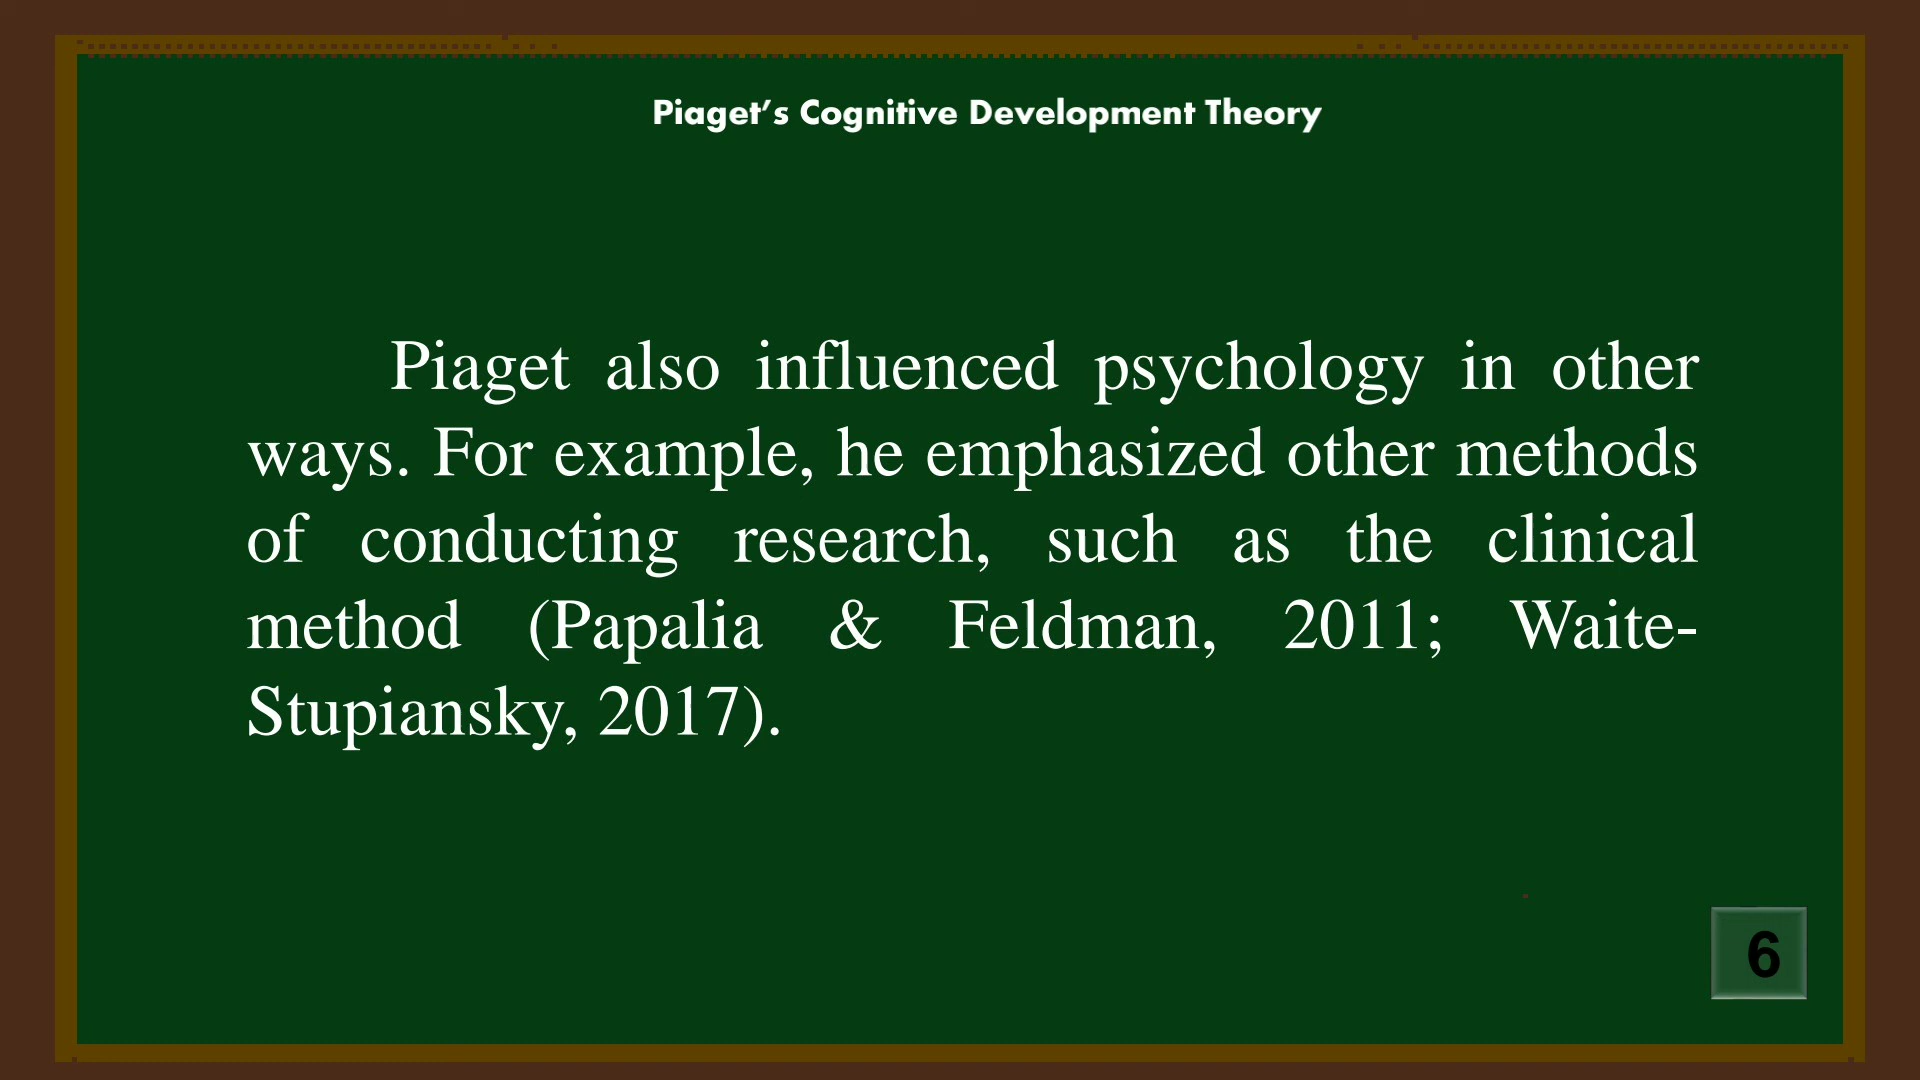 Piaget’s Cognitive Development Theory
Piaget also influenced psychology in other
ways. For example, he emphasized other methods
of conducting research, such as the clinical
method (Papalia & Feldman, 2011; Waite-
Stupiansky, 2017).
6